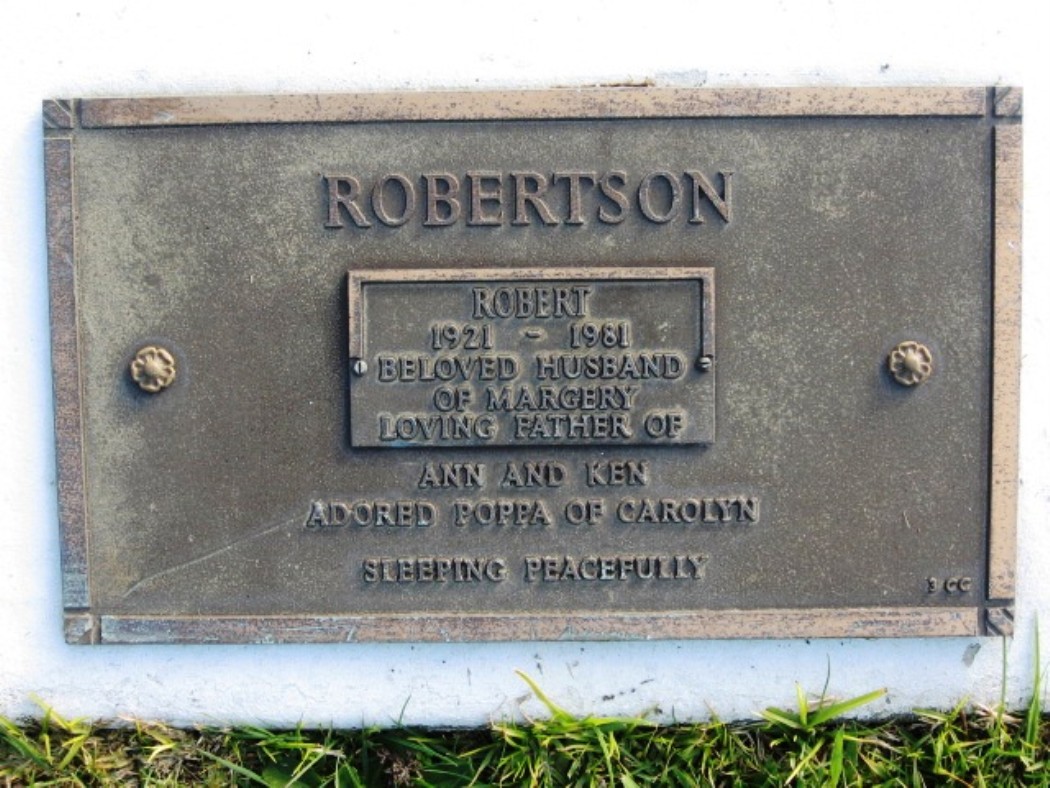 ROBERTSON
ROBERT
1921 - 1981
BELOVED HUSBAND
OF MARGERY
LOVING FATHER OF
ANN AND KEN
ADORED POPPA OF CAROLYN
SLEEPING PEACEFULLY
3 GG